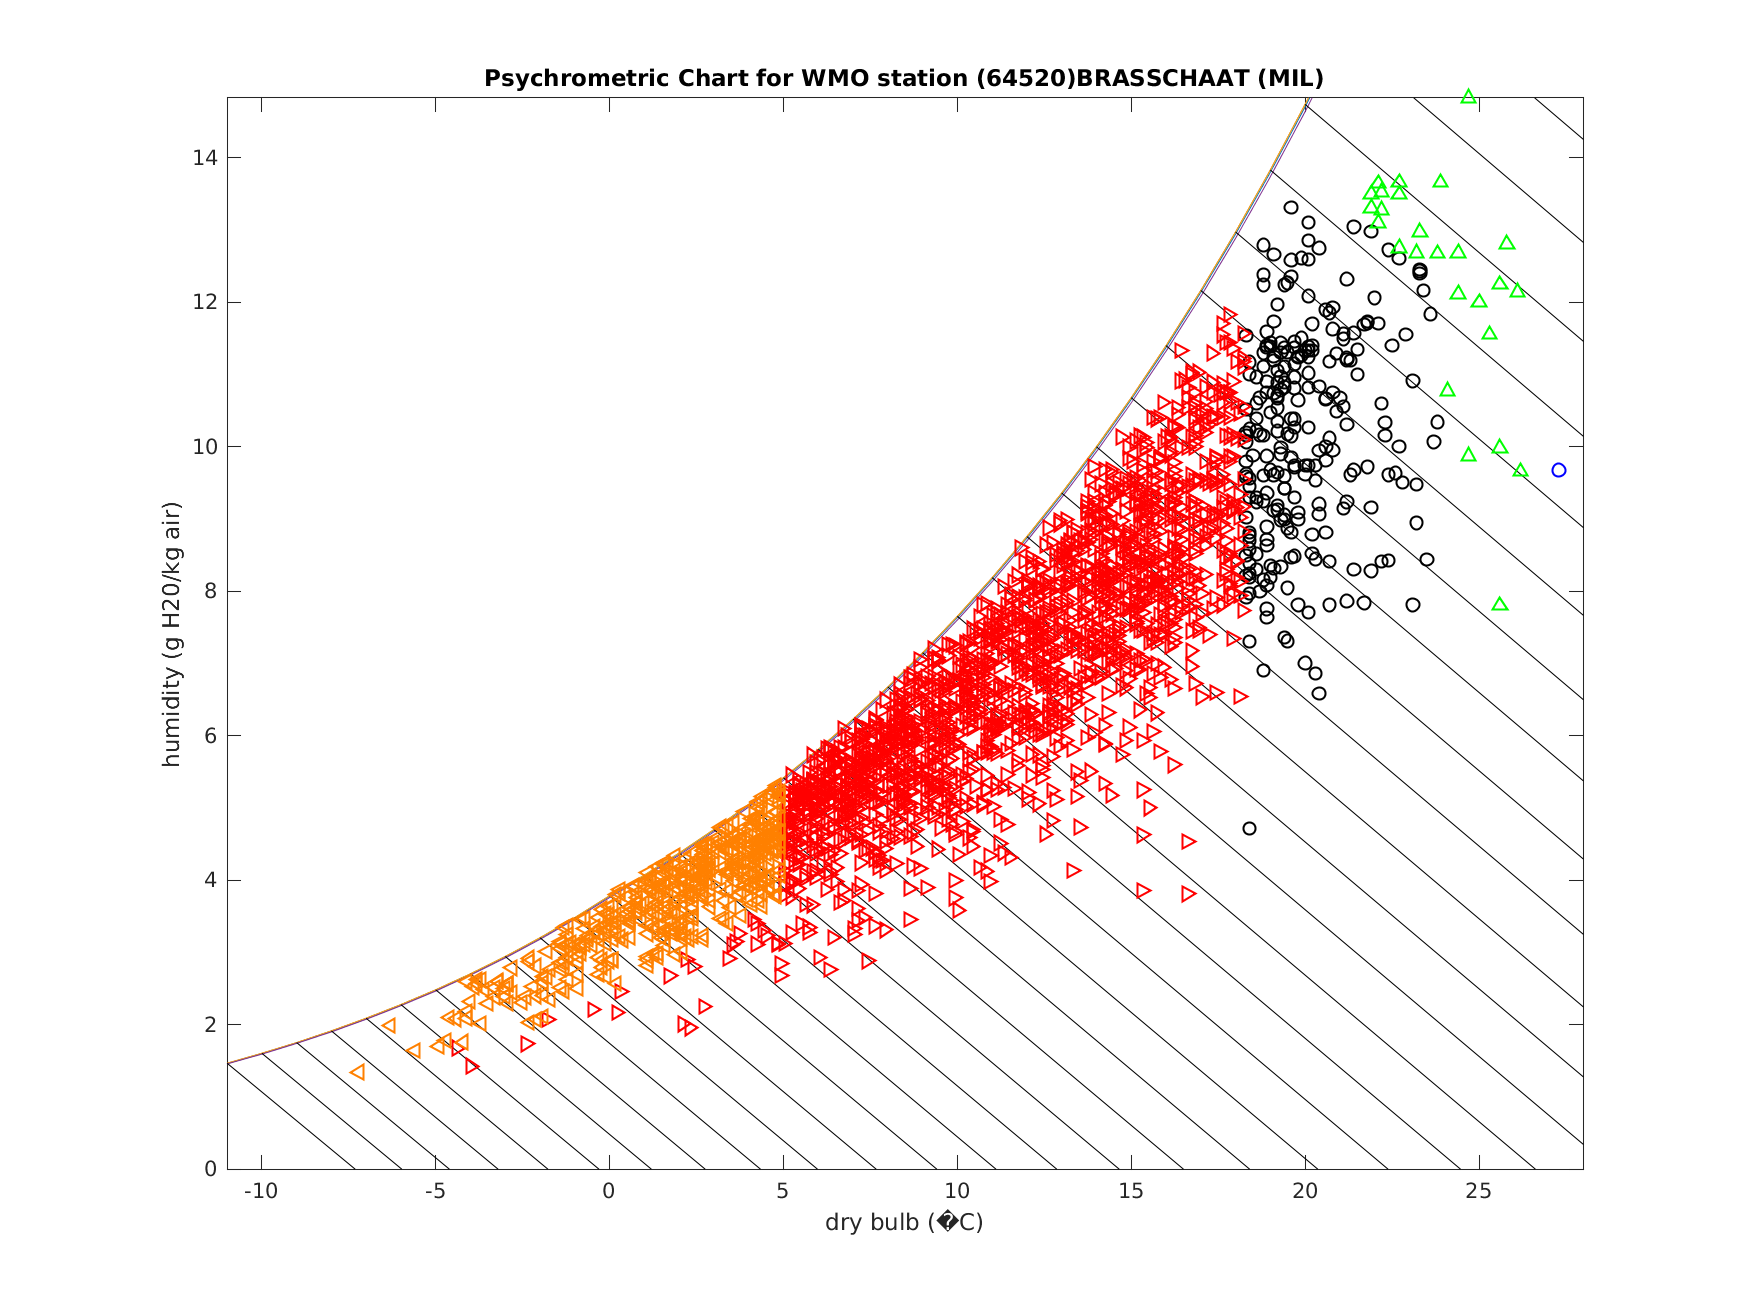 Psychrometric Chart for WMO station (64520)BRASSCHAAT (MIL)
14
12
10
8
6
4
2
0
humidity (g H20/kg air)
-10 -5 0 5 10 15 20 25
dry bulb (�C)